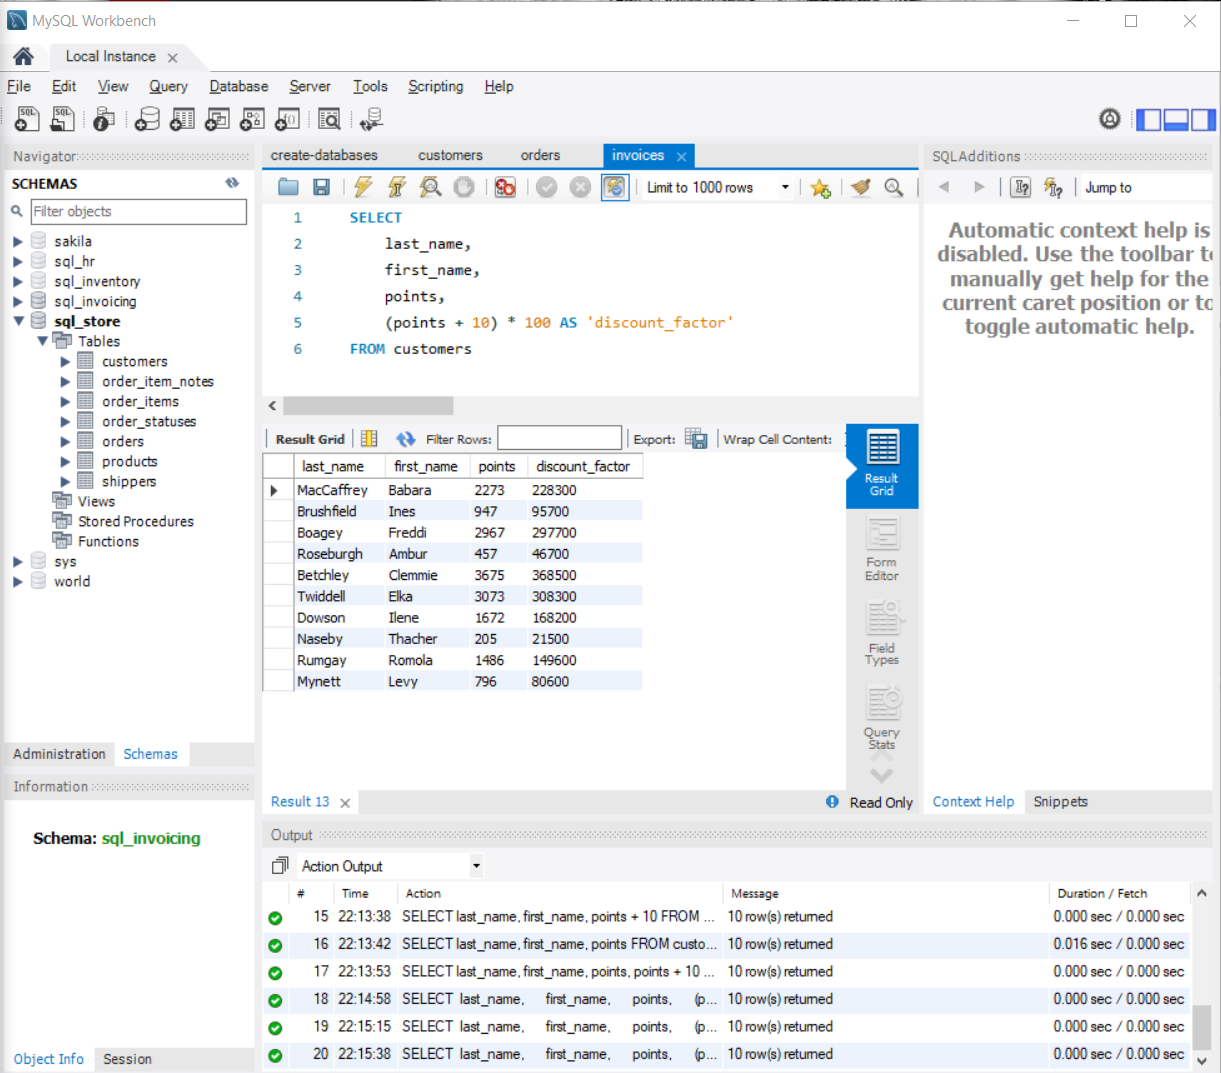 MySQL Workbench
Local Instance
File Edit View Query Database Server Tools Scripting Help
Navigator
SCHEMAS
Filter objects
sakila
sql_hr
sql_inventory
sql_invoicing
sql_store
Tables
customers
order_item_notes
order_items
order_statuses
orders
products
shippers
Views
Stored Procedures
Functions
sys
world
Administration Schemas
Information
Schema: sql_invoicing
Object Info Session
create-databases customers orders invoices
Limit to 1000 rows
1 SELECT
2 last_name,
3 first_name,
4 points,
5 (points + 10) * 100 AS 'discount_factor'
6 FROM customers
Result Grid Filter Rows: Export: Wrap Cell Content:
last_name first_name points discount_factor
MacCaffrey Babara 2273 228300
Brushfield Ines 947 95700
Boagey Freddi 2967 297700
Roseburgh Ambur 457 46700
Betchley Clemmie 3675 368500
Twiddell Elka 3073 308300
Dowson Ilene 1672 168200
Naseby Thacher 205 21500
Rumgay Romola 1486 149600
Mynett Levy 796 80600
Result
Grid
Form
Editor
Field
Types
Query
Stats
Result 13
Read Only
SQLAdditions
Jump to
Automatic context help is
disabled. Use the toolbar to
manually get help for the
current caret position or to
toggle automatic help.
Context Help Snippets
Output
Action Output
# Time Action Message Duration / Fetch
15 22:13:38 SELECT last_name, first_name, points + 10 FROM ... 10 row(s) returned 0.000 sec / 0.000 sec
16 22:13:42 SELECT last_name, first_name, points FROM custo... 10 row(s) returned 0.016 sec / 0.000 sec
17 22:13:53 SELECT last_name, first_name, points, points + 10 ... 10 row(s) returned 0.000 sec / 0.000 sec
18 22:14:58 SELECT last_name, first_name, points, (p... 10 row(s) returned 0.000 sec / 0.000 sec
19 22:15:15 SELECT last_name, first_name, points, (p... 10 row(s) returned 0.000 sec / 0.000 sec
20 22:15:38 SELECT last_name, first_name, points, (p... 10 row(s) returned 0.000 sec / 0.000 sec